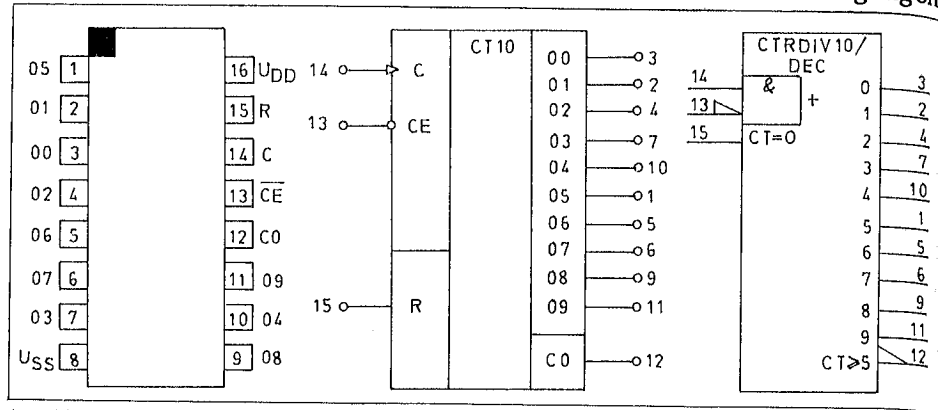 05 1
16 UDD
01 2
15 R
00 3
14 C
02 4
13 CE
06 5
12 CO
07 6
11 09
03 7
10 04
USS 8
9 08
CT10
14 C
13 CE
15 R
00 3
01 2
02 4
03 7
04 10
05 1
06 5
07 6
08 9
09 11
CO 12
CTRDIV10/
DEC
14 &
13 +
15 CT=0
0 3
1 2
2 4
3 7
4 10
5 1
6 5
7 6
8 9
9 11
CT⩾5 12